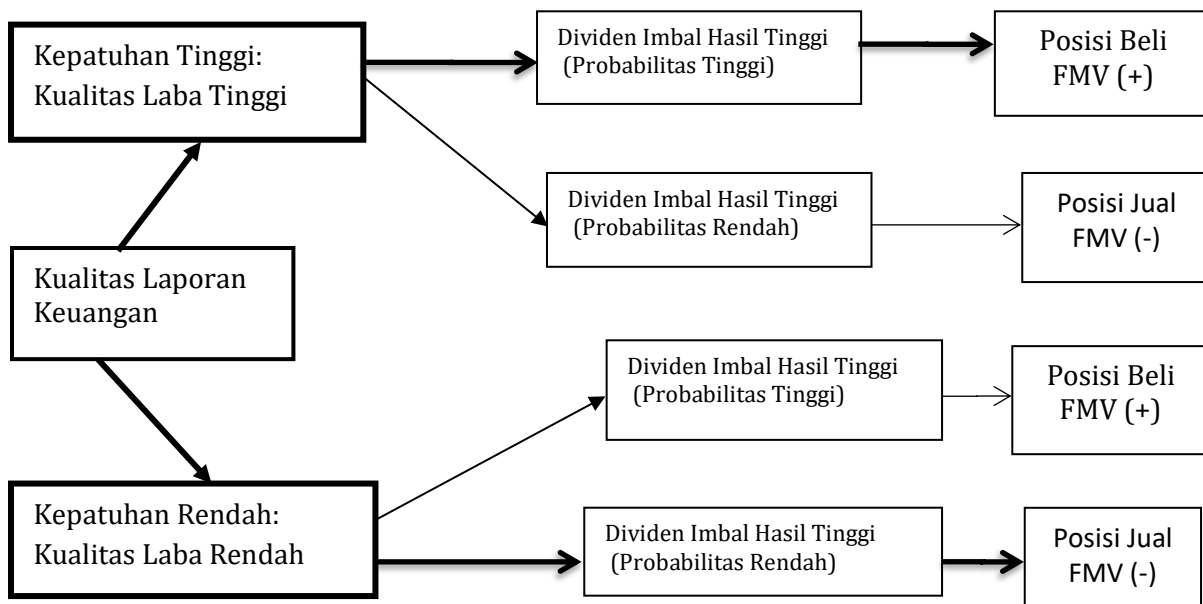 Kepatuhan Tinggi:
Kualitas Laba Tinggi
Dividen Imbal Hasil Tinggi
(Probabilitas Tinggi)
Posisi Beli
FMV (+)
Dividen Imbal Hasil Tinggi
(Probabilitas Rendah)
Posisi Jual
FMV (-)
Kualitas Laporan
Keuangan
Dividen Imbal Hasil Tinggi
(Probabilitas Tinggi)
Posisi Beli
FMV (+)
Kepatuhan Rendah:
Kualitas Laba Rendah
Dividen Imbal Hasil Tinggi
(Probabilitas Rendah)
Posisi Jual
FMV (-)